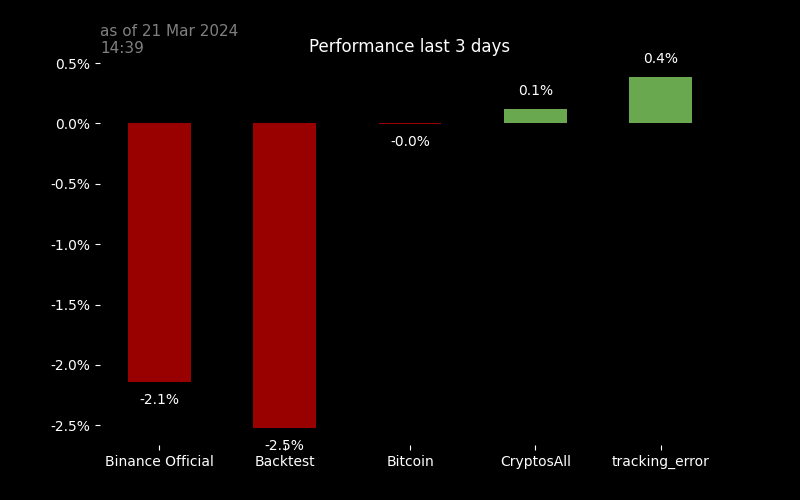 as of 21 Mar 2024
14:39
Performance last 3 days
0.5%
0.0%
-0.5%
-1.0%
-1.5%
-2.0%
-2.5%
-2.1%
-2.5%
-0.0%
0.1%
0.4%
Binance Official
Backtest
Bitcoin
CryptosAll
tracking_error